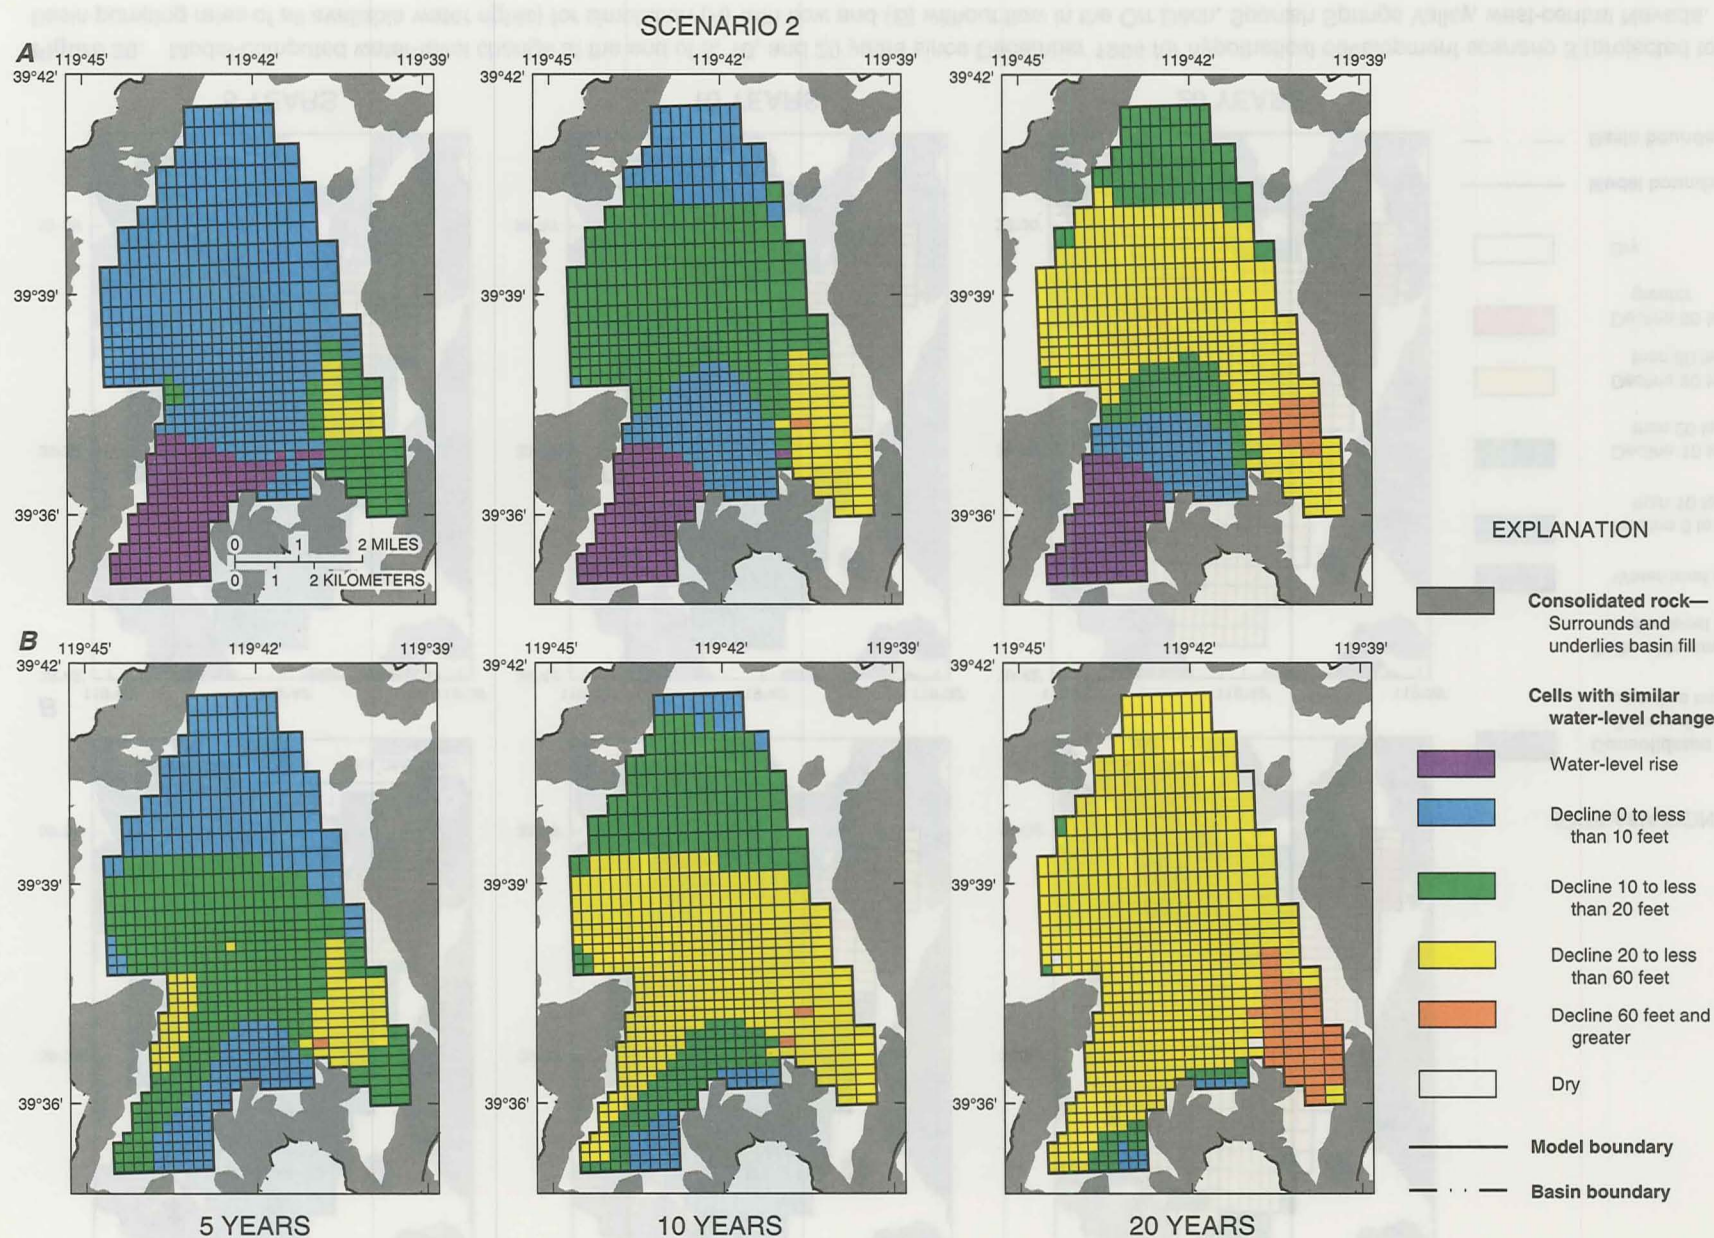 SCENARIO 2
A
119°45' 119°42' 119°39' 119°45' 119°42' 119°39' 119°45' 119°42' 119°39'
39°42' 39°42' 39°42'
39°39' 39°39' 39°39'
39°36' 39°36' 39°36'
0 1 2 MILES
0 1 2 KILOMETERS
B
119°45' 119°42' 119°39' 119°45' 119°42' 119°39' 119°45' 119°42' 119°39'
39°42' 39°42' 39°42'
39°39' 39°39' 39°39'
39°36' 39°36' 39°36'
5 YEARS 10 YEARS 20 YEARS
EXPLANATION
Consolidated rock—
Surrounds and
underlies basin fill
Cells with similar
water-level change
Water-level rise
Decline 0 to less
than 10 feet
Decline 10 to less
than 20 feet
Decline 20 to less
than 60 feet
Decline 60 feet and
greater
Dry
Model boundary
Basin boundary